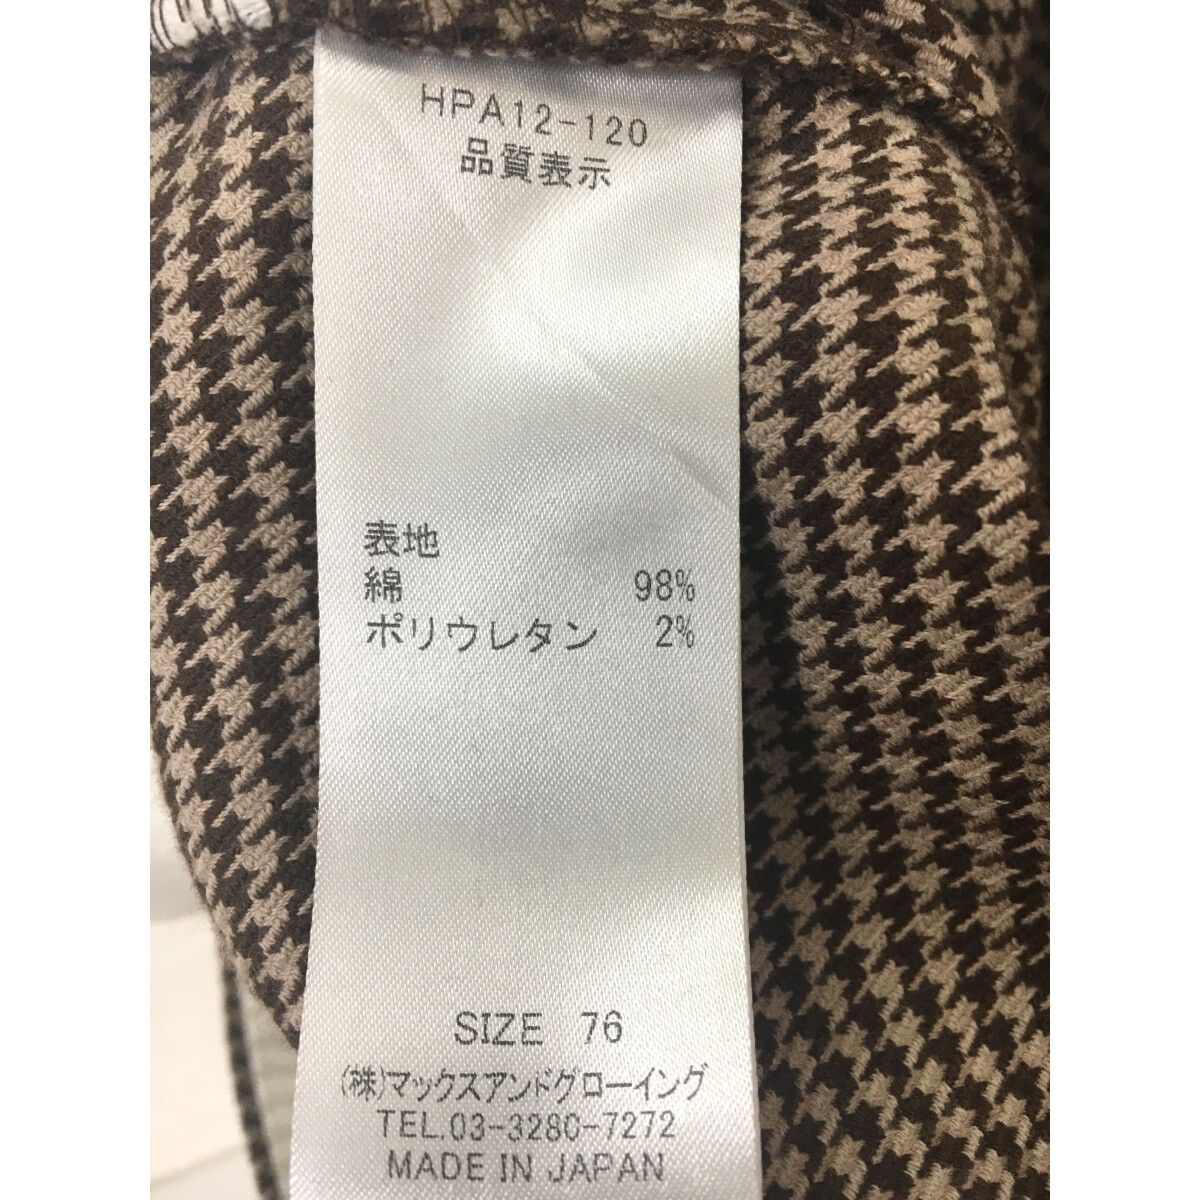 HPA12-120
品質表示
表地
綿 98%
ポリウレタン 2%
SIZE 76
(株)マックスアンドグローイング
TEL.03-3280-7272
MADE IN JAPAN